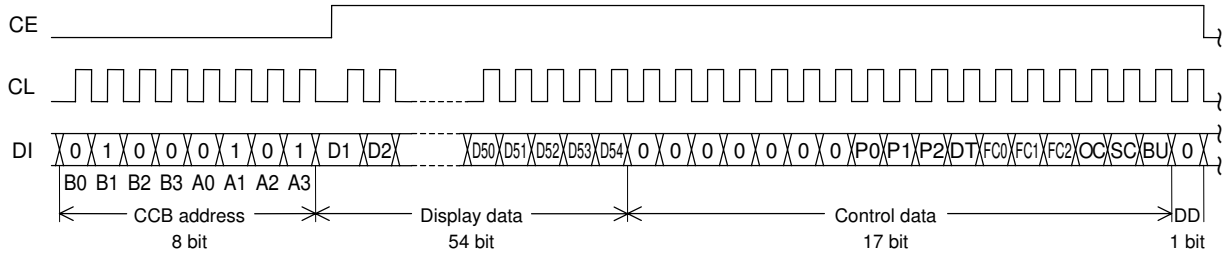 CE
CL
DI 0 1 0 0 0 1 0 1 D1 D2 D50 D51 D52 D53 D54 0 0 0 0 0 0 0 P0 P1 P2 DT FC0 FC1 FC2 OC SC BU 0
B0 B1 B2 B3 A0 A1 A2 A3
CCB address Display data Control data DD
8 bit 54 bit 17 bit 1 bit